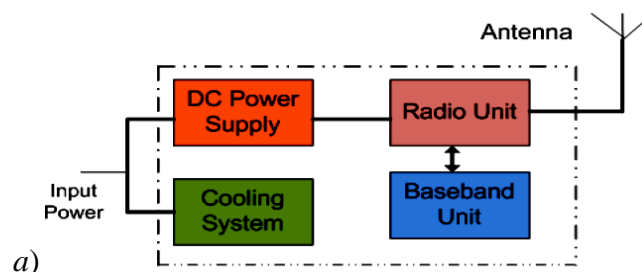 Antenna
DC Power
Supply
Radio Unit
Input
Power
Cooling
System
Baseband
Unit
a)